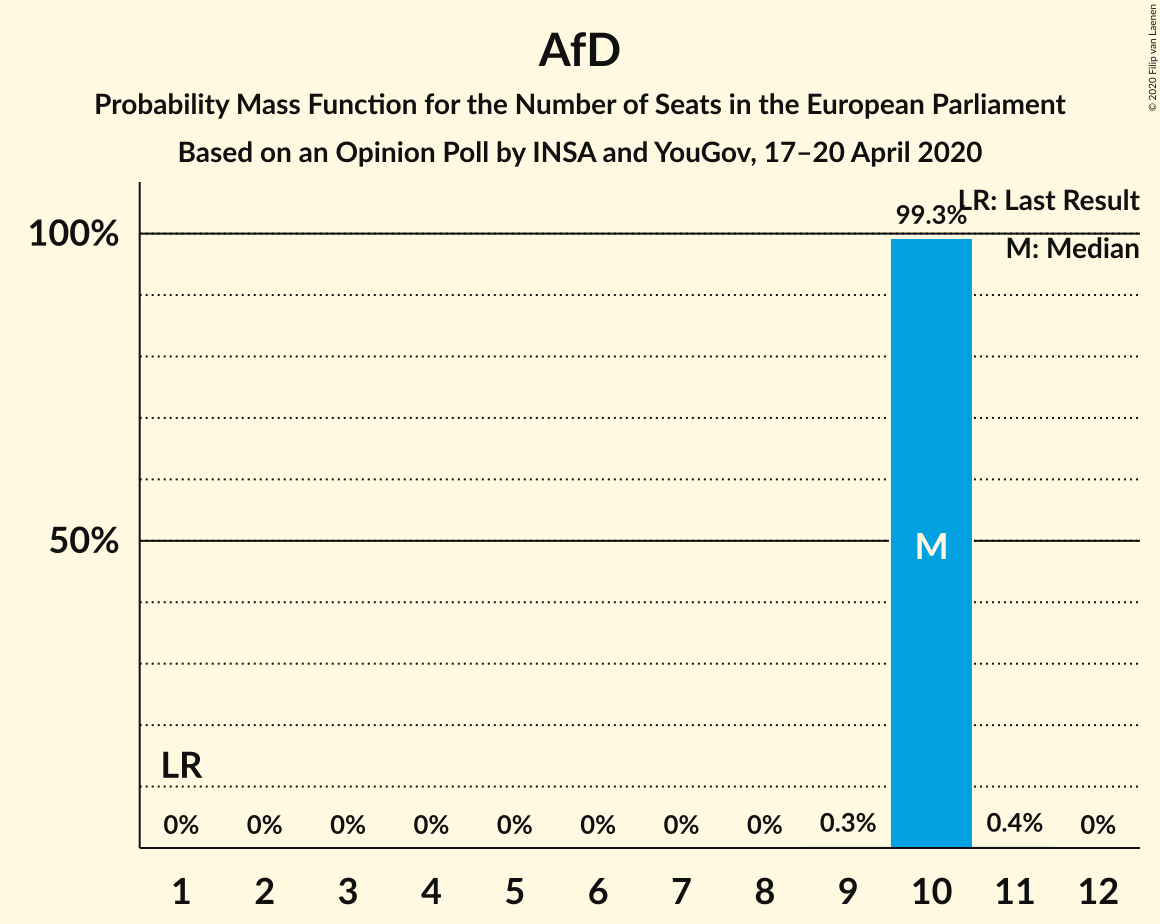 AfD
Probability Mass Function for the Number of Seats in the European Parliament
Based on an Opinion Poll by INSA and YouGov, 17–20 April 2020
© 2020 Filip van Laenen
LR: Last Result
M: Median
99.3%
100%
50%
M
LR
0% 0% 0% 0% 0% 0% 0% 0% 0.3% 0.4% 0%
1 2 3 4 5 6 7 8 9 10 11 12